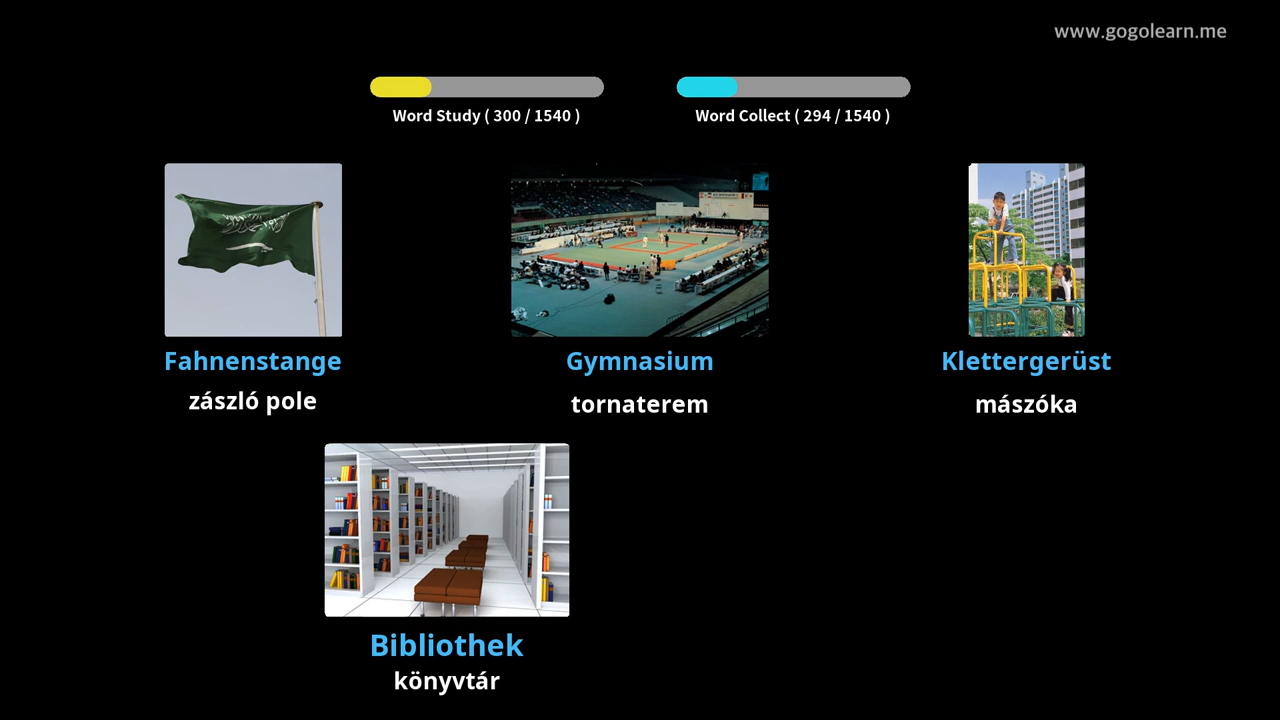 www.gogolearn.me
Word Study ( 300 / 1540 )
Word Collect ( 294 / 1540 )
Fahnenstange
Gymnasium
Klettergerüst
zászló pole
tornaterem
mászóka
Bibliothek
könyvtár